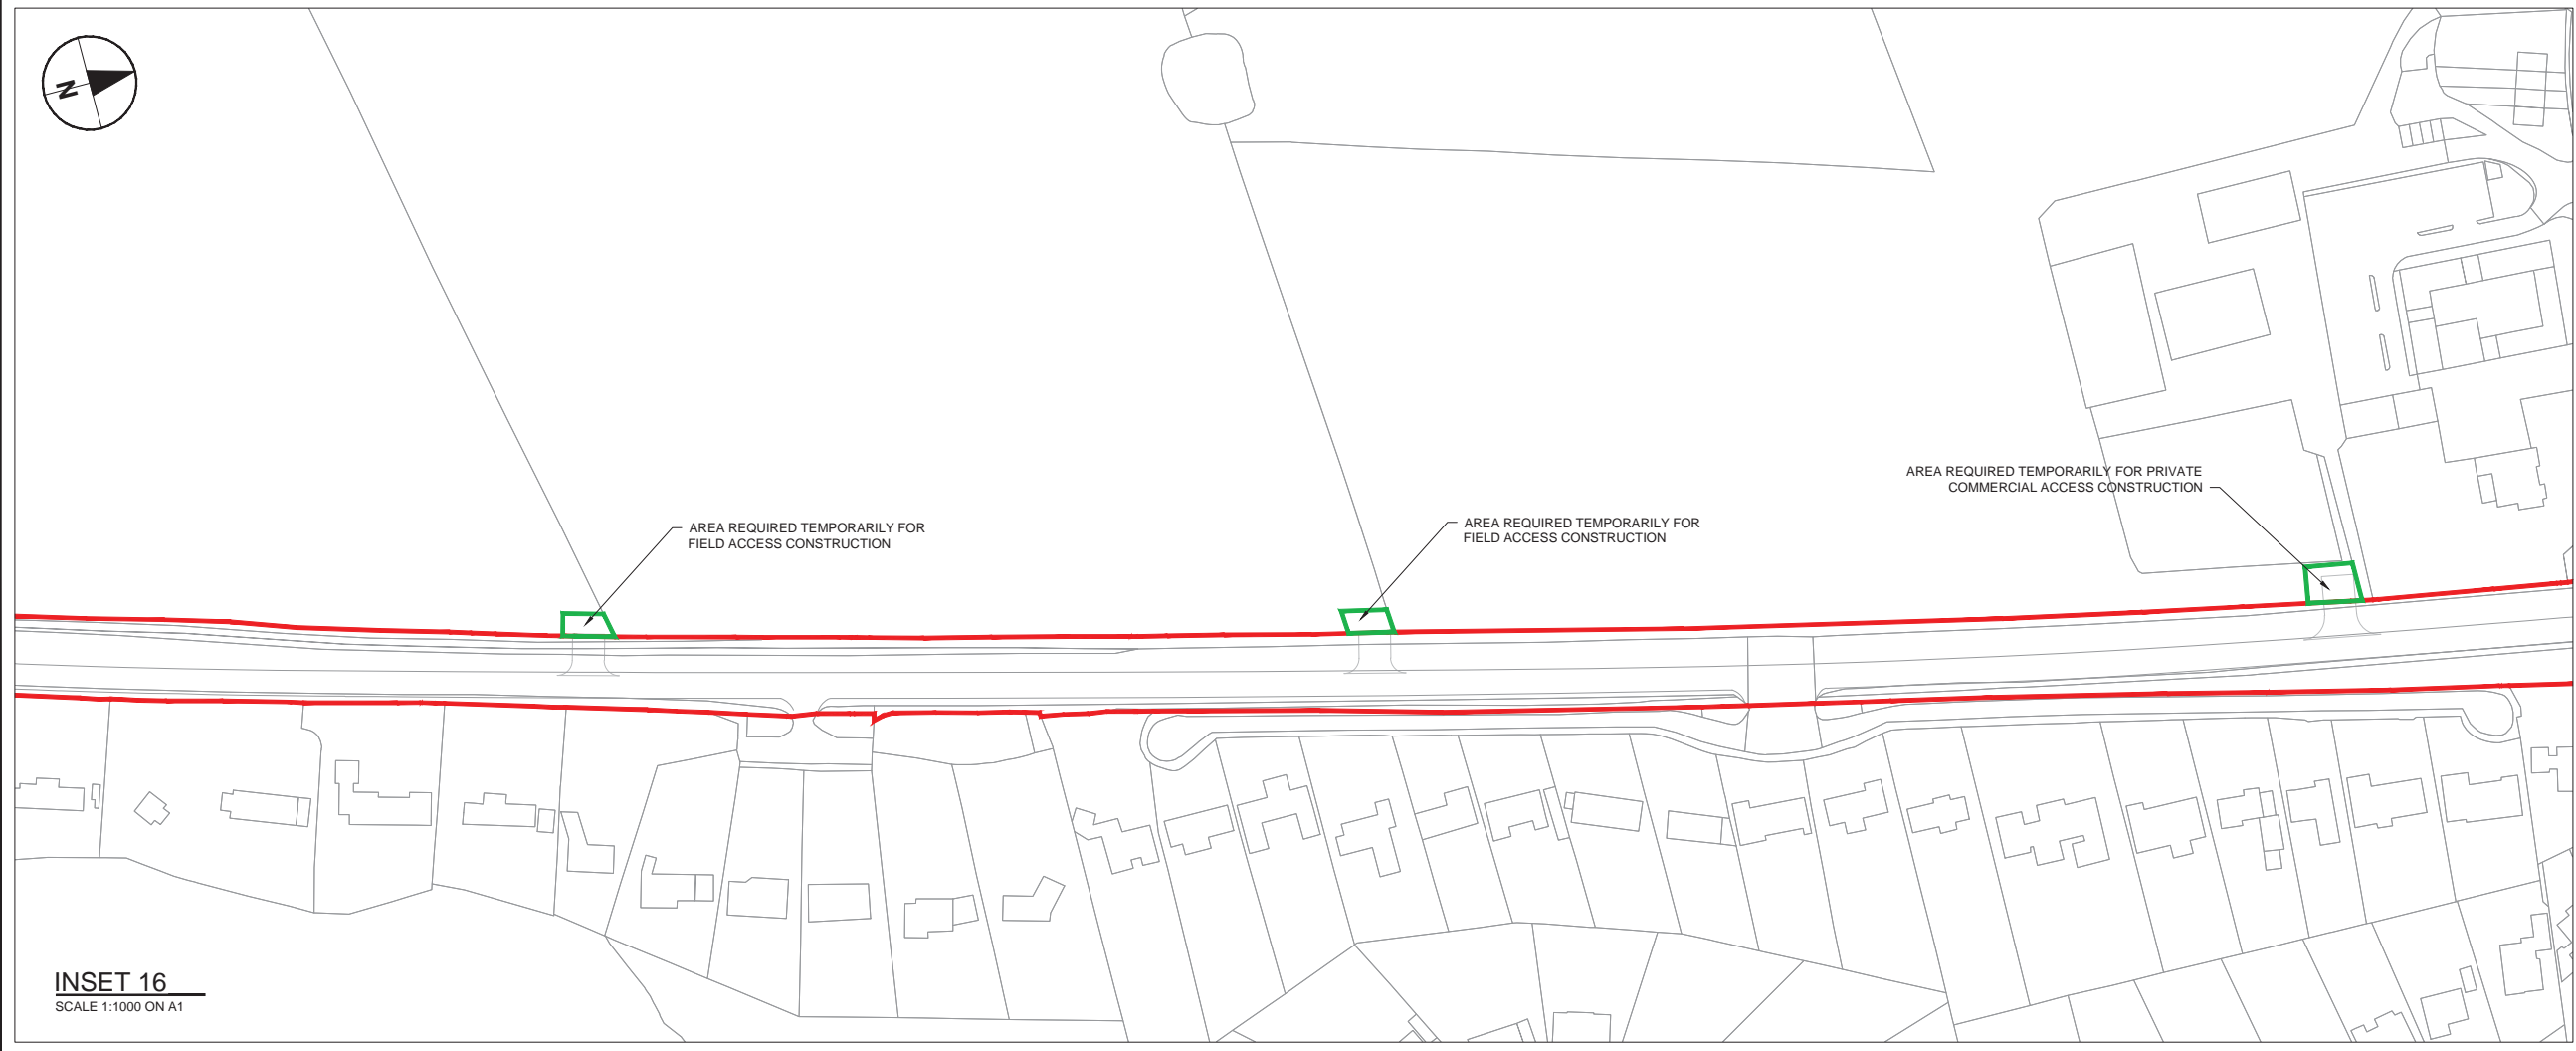 N
AREA REQUIRED TEMPORARILY FOR PRIVATE
COMMERCIAL ACCESS CONSTRUCTION
AREA REQUIRED TEMPORARILY FOR
FIELD ACCESS CONSTRUCTION
AREA REQUIRED TEMPORARILY FOR
FIELD ACCESS CONSTRUCTION
INSET 16
SCALE 1:1000 ON A1